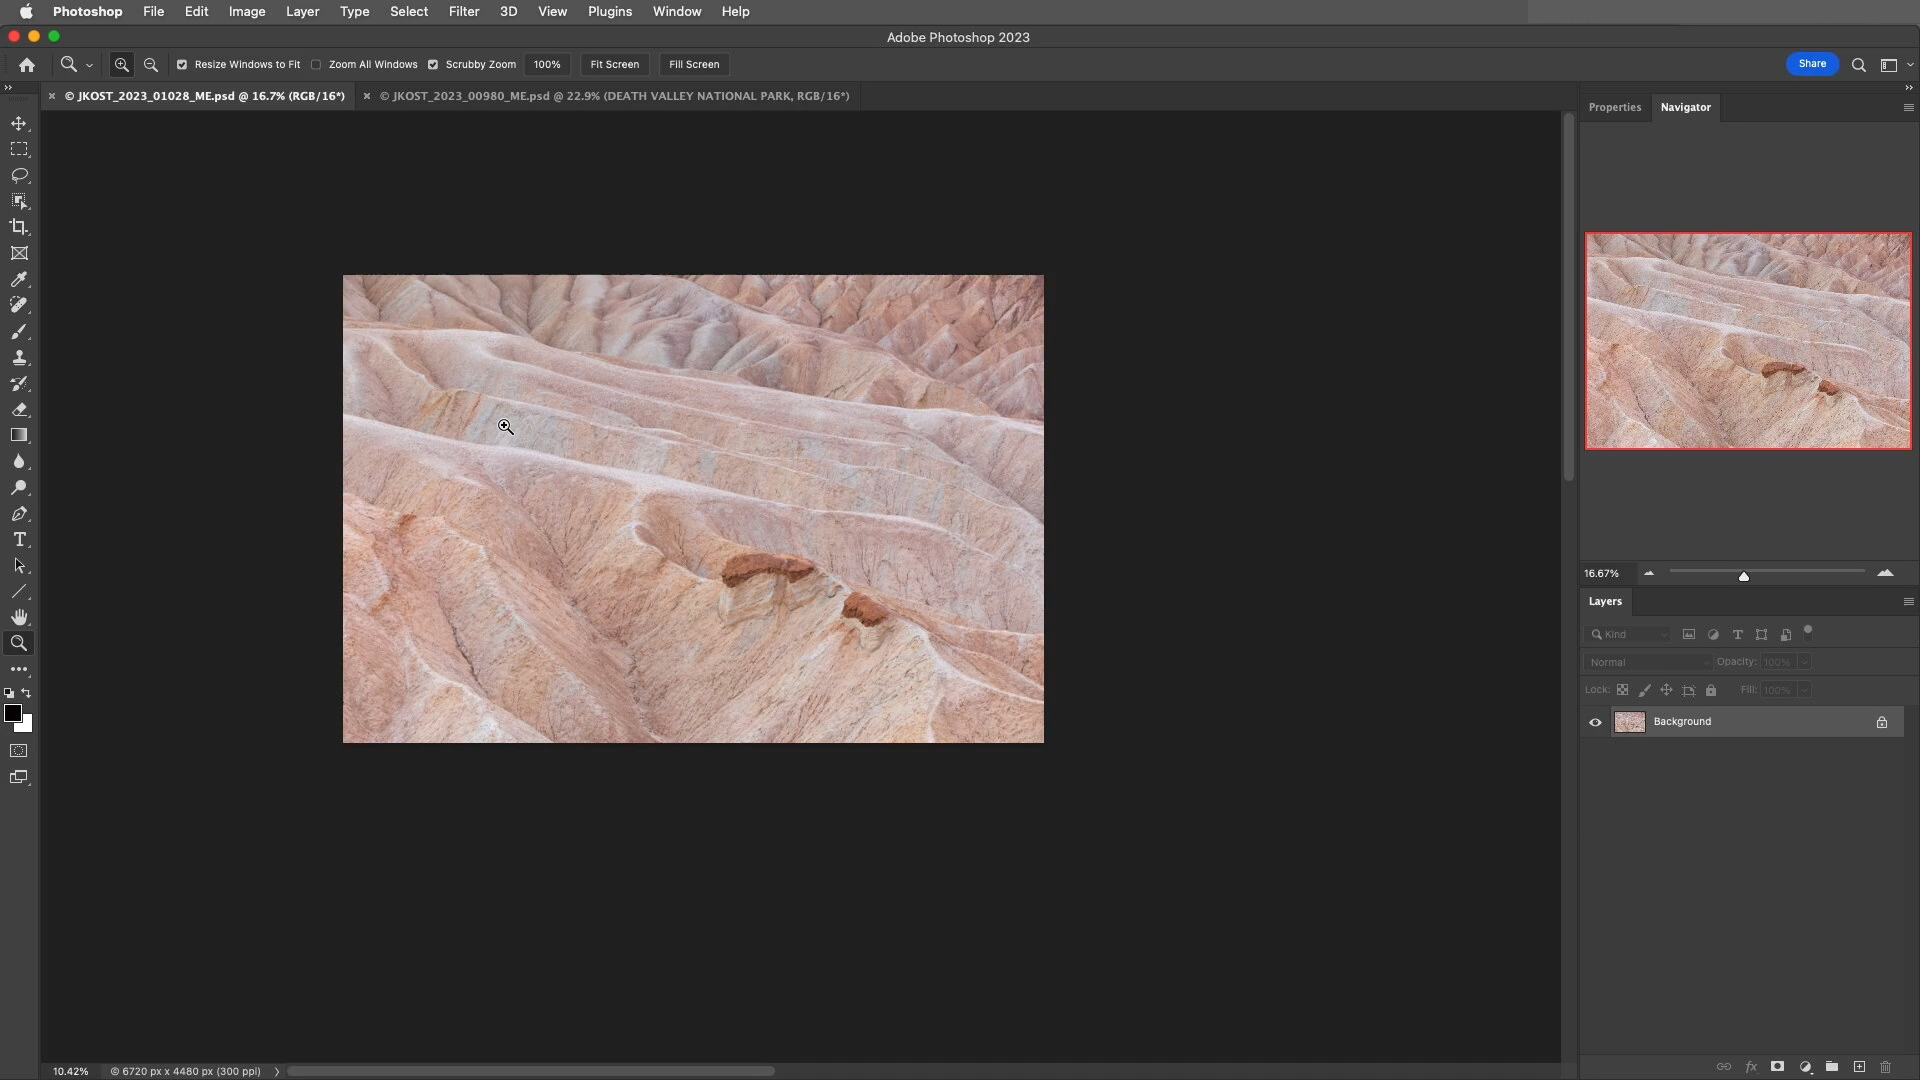 Photoshop File Edit Image Layer Type Select Filter 3D View Plugins Window Help
Adobe Photoshop 2023
Resize Windows to Fit Zoom All Windows Scrubby Zoom 100% Fit Screen Fill Screen Share
© JKOST_2023_01028_ME.psd @ 16.7% (RGB/16*) © JKOST_2023_00980_ME.psd @ 22.9% (DEATH VALLEY NATIONAL PARK, RGB/16*)
Properties Navigator
16.67%
Layers
Kind
Normal Opacity: 100%
Lock: Fill: 100%
Background
10.42% © 6720 px x 4480 px (300 ppi)